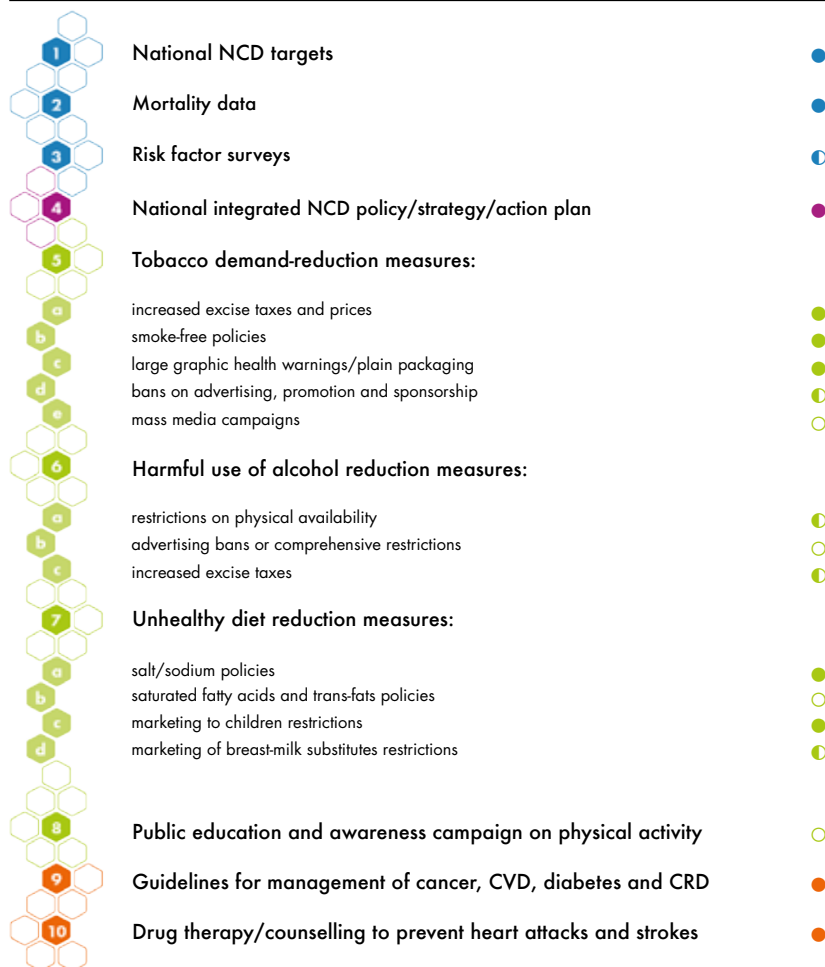 1 National NCD targets
2 Mortality data
3 Risk factor surveys
4 National integrated NCD policy/strategy/action plan
5 Tobacco demand-reduction measures:
a increased excise taxes and prices
b smoke-free policies
c large graphic health warnings/plain packaging
d bans on advertising, promotion and sponsorship
e mass media campaigns
6 Harmful use of alcohol reduction measures:
a restrictions on physical availability
b advertising bans or comprehensive restrictions
c increased excise taxes
7 Unhealthy diet reduction measures:
a salt/sodium policies
b saturated fatty acids and trans-fats policies
c marketing to children restrictions
d marketing of breast-milk substitutes restrictions
8 Public education and awareness campaign on physical activity
9 Guidelines for management of cancer, CVD, diabetes and CRD
10 Drug therapy/counselling to prevent heart attacks and strokes